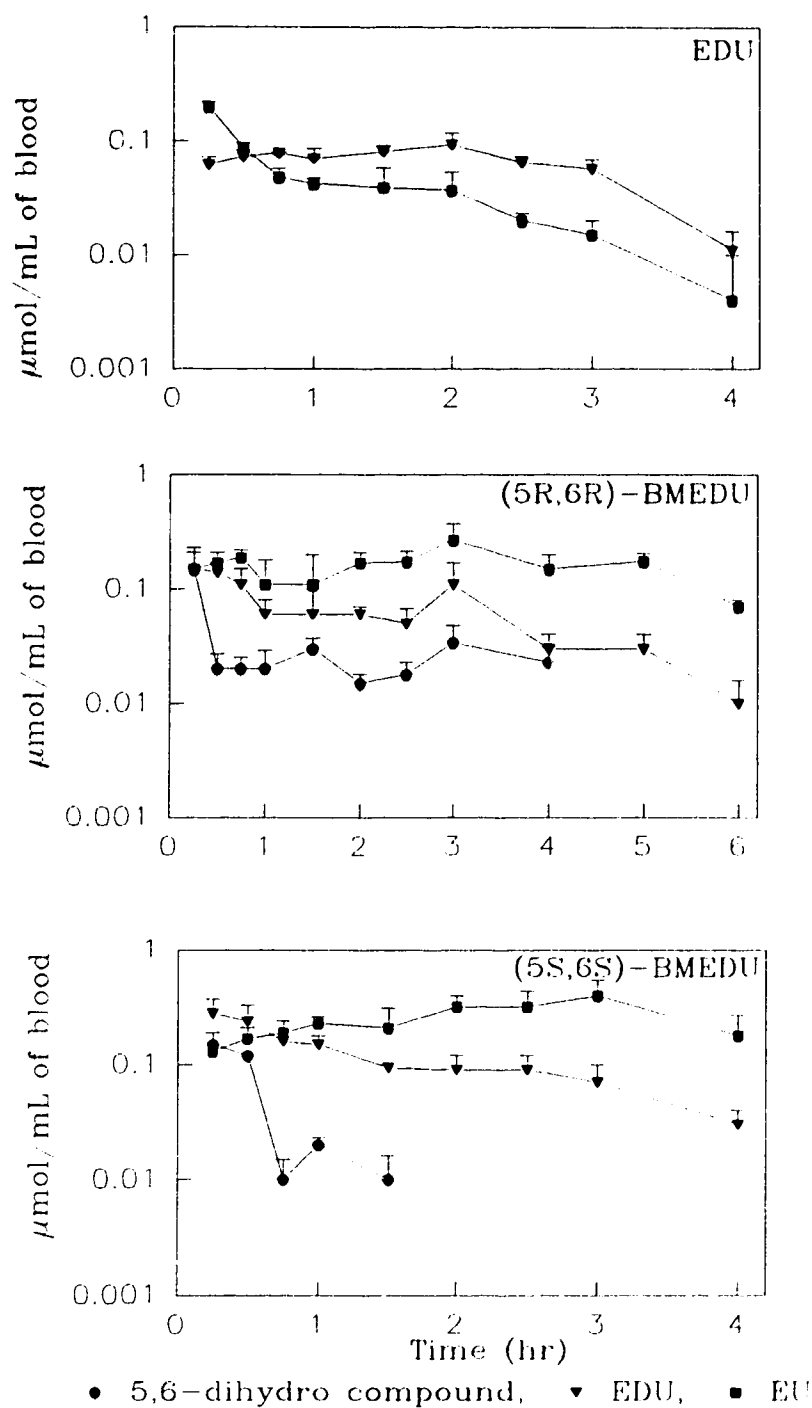 1
EDU
0.1
0.01
0.001
μmol/mL of blood
0 1 2 3 4
1
(5R,6R)-BMEDU
0.1
0.01
0.001
μmol/mL of blood
0 1 2 3 4 5 6
1
(5S,6S)-BMEDU
0.1
0.01
0.001
μmol/mL of blood
0 1 2 3 4
Time (hr)
● 5,6-dihydro compound, ▼ EDU, ■ EU